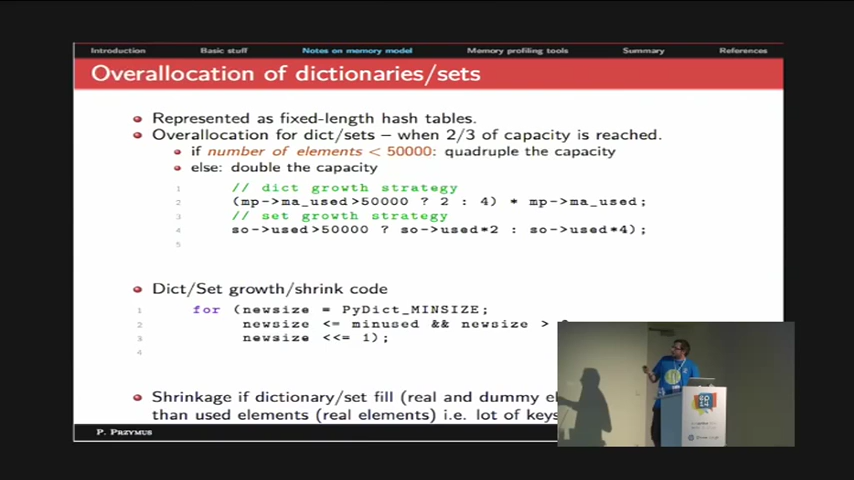 Introduction Basic stuff Notes on memory model Memory profiling tools Summary References
Overallocation of dictionaries/sets
Represented as fixed-length hash tables.
Overallocation for dict/sets – when 2/3 of capacity is reached.
if number of elements < 50000: quadruple the capacity
else: double the capacity
1 // dict growth strategy
2 (mp->ma_used>50000 ? 2 : 4) * mp->ma_used;
3 // set growth strategy
4 so->used>50000 ? so->used*2 : so->used*4);
5
Dict/Set growth/shrink code
1 for (newsize = PyDict_MINSIZE;
2 newsize <= minused && newsize >
3 newsize <<= 1);
4
Shrinkage if dictionary/set fill (real and dummy
than used elements (real elements) i.e. lot of keys
P. Przymus